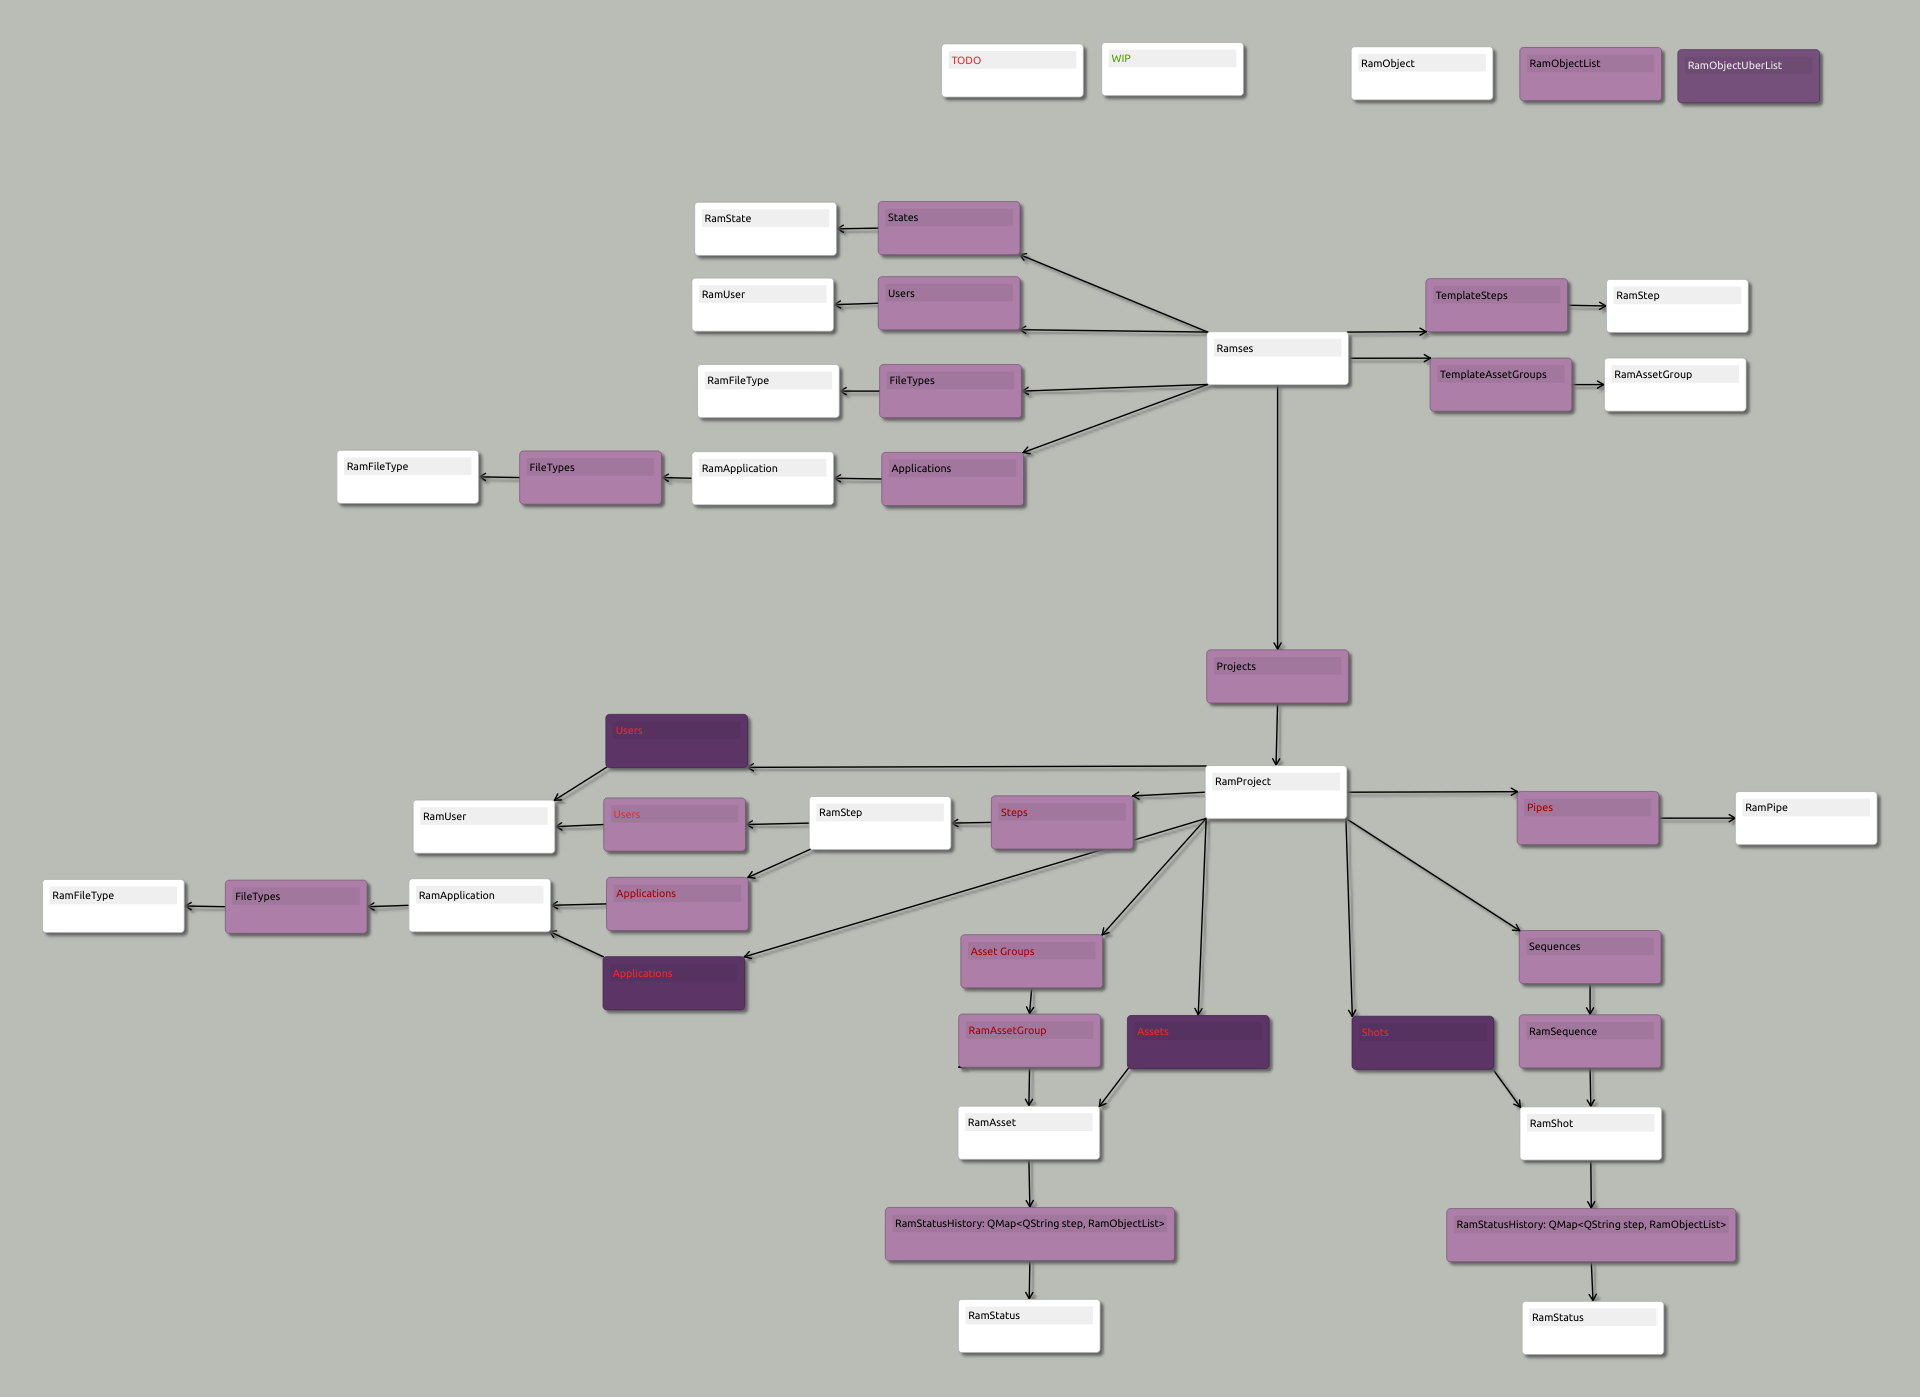 TODO
WIP
RamObject
RamObjectList
RamObjectUberList
RamState
States
RamUser
Users
TemplateSteps
RamStep
Ramses
RamFileType
FileTypes
TemplateAssetGroups
RamAssetGroup
RamFileType
FileTypes
RamApplication
Applications
Projects
Users
RamProject
RamUser
Users
RamStep
Steps
Pipes
RamPipe
RamFileType
FileTypes
RamApplication
Applications
Applications
Asset Groups
Sequences
RamAssetGroup
Assets
Shots
RamSequence
RamAsset
RamShot
RamStatusHistory: QMap<QString step, RamObjectList>
RamStatusHistory: QMap<QString step, RamObjectList>
RamStatus
RamStatus